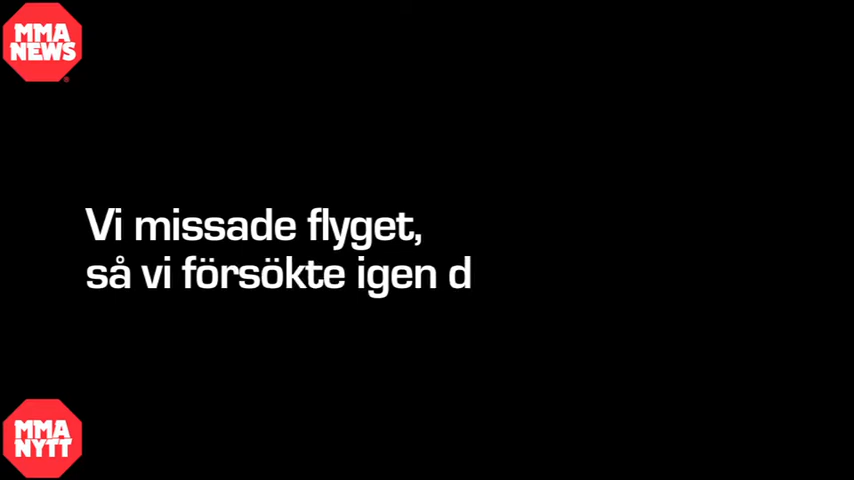 MMA
NEWS
Vi missade flyget,
så vi försökte igen d
MMA
NYTT